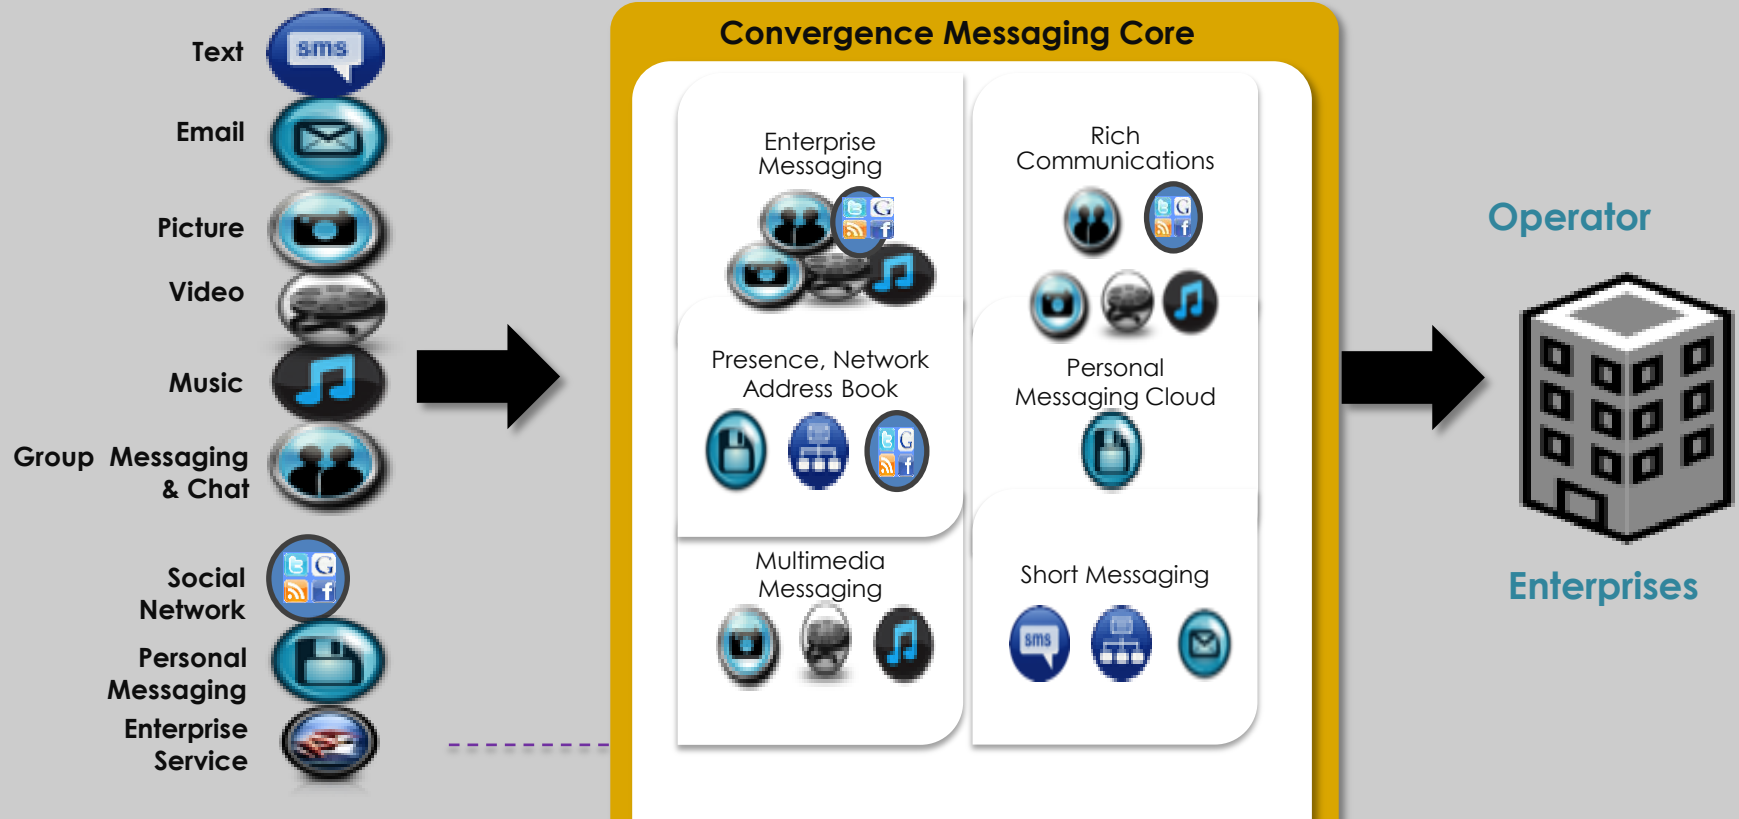 Text
sms
Email
Picture
Video
Music
Group Messaging
& Chat
Social
Network
Personal
Messaging
Enterprise
Service
Convergence Messaging Core
Enterprise
Messaging
Rich
Communications
Presence, Network
Address Book
Personal
Messaging Cloud
Multimedia
Messaging
Short Messaging
sms
Operator
Enterprises